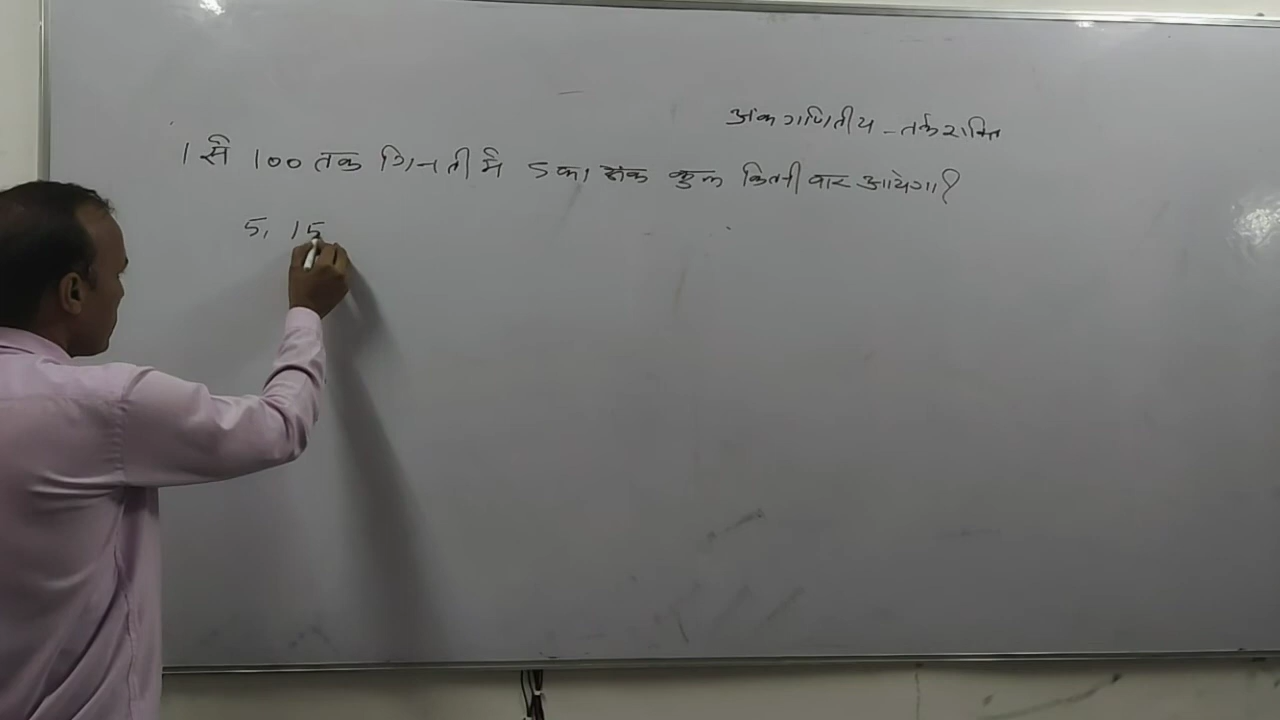 अंकगणितीय - तर्कशक्ति
1 से 100 तक गिनती में 5 का अंक कुल कितनी बार आयेगा?
5, 15